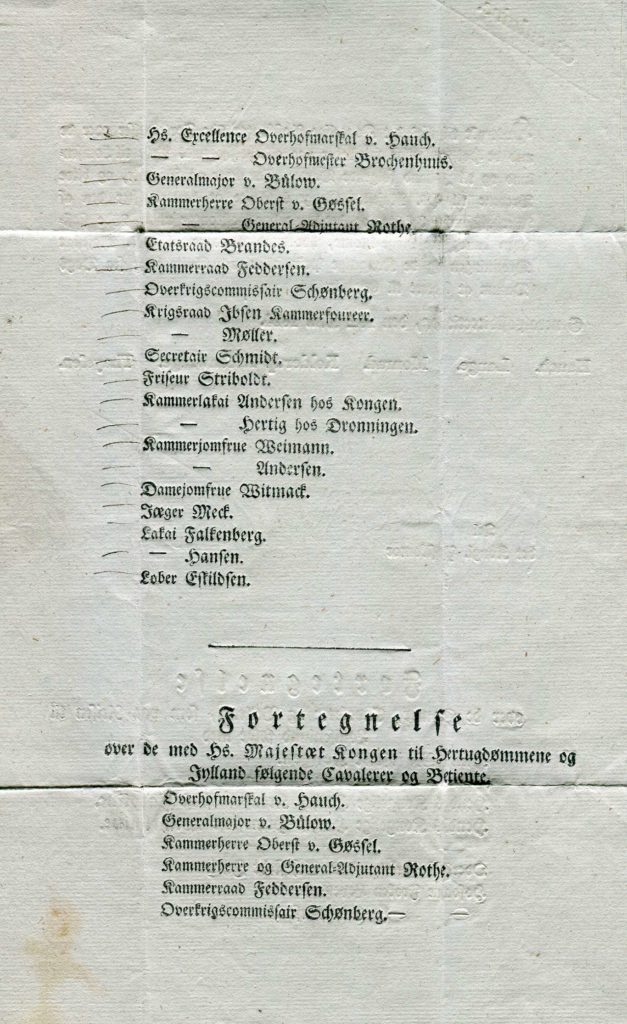 Hs. Excellence Overhofmarskal v. Hauch.
— — Overhofmester Brochenhuus.
Generalmajor v. Bülow.
Kammerherre Oberst v. Gøssel.
— General-Adjutant Rothe.
Etatsraad Brandes.
Kammerraad Feddersen.
Overkrigscommissair Schønberg.
Krigsraad Ibsen Kammerfoureer.
— Møller.
Secretair Schmidt.
Friseur Striboldt.
Kammerlakai Andersen hos Kongen.
— Hertig hos Dronningen.
Kammerjomfrue Weimann.
— Andersen.
Damejomfrue Witmack.
Jæger Meck.
Lakai Falkenberg.
— Hansen.
Løber Eskildsen.
Fortegnelse
over de med Hs. Majestæt Kongen til Hertugdømmene og
Jylland følgende Cavalerer og Betiente.
Overhofmarskal v. Hauch.
Generalmajor v. Bülow.
Kammerherre Oberst v. Gøssel.
Kammerherre og General-Adjutant Rothe.
Kammerraad Feddersen.
Overkrigscommissair Schønberg.— —